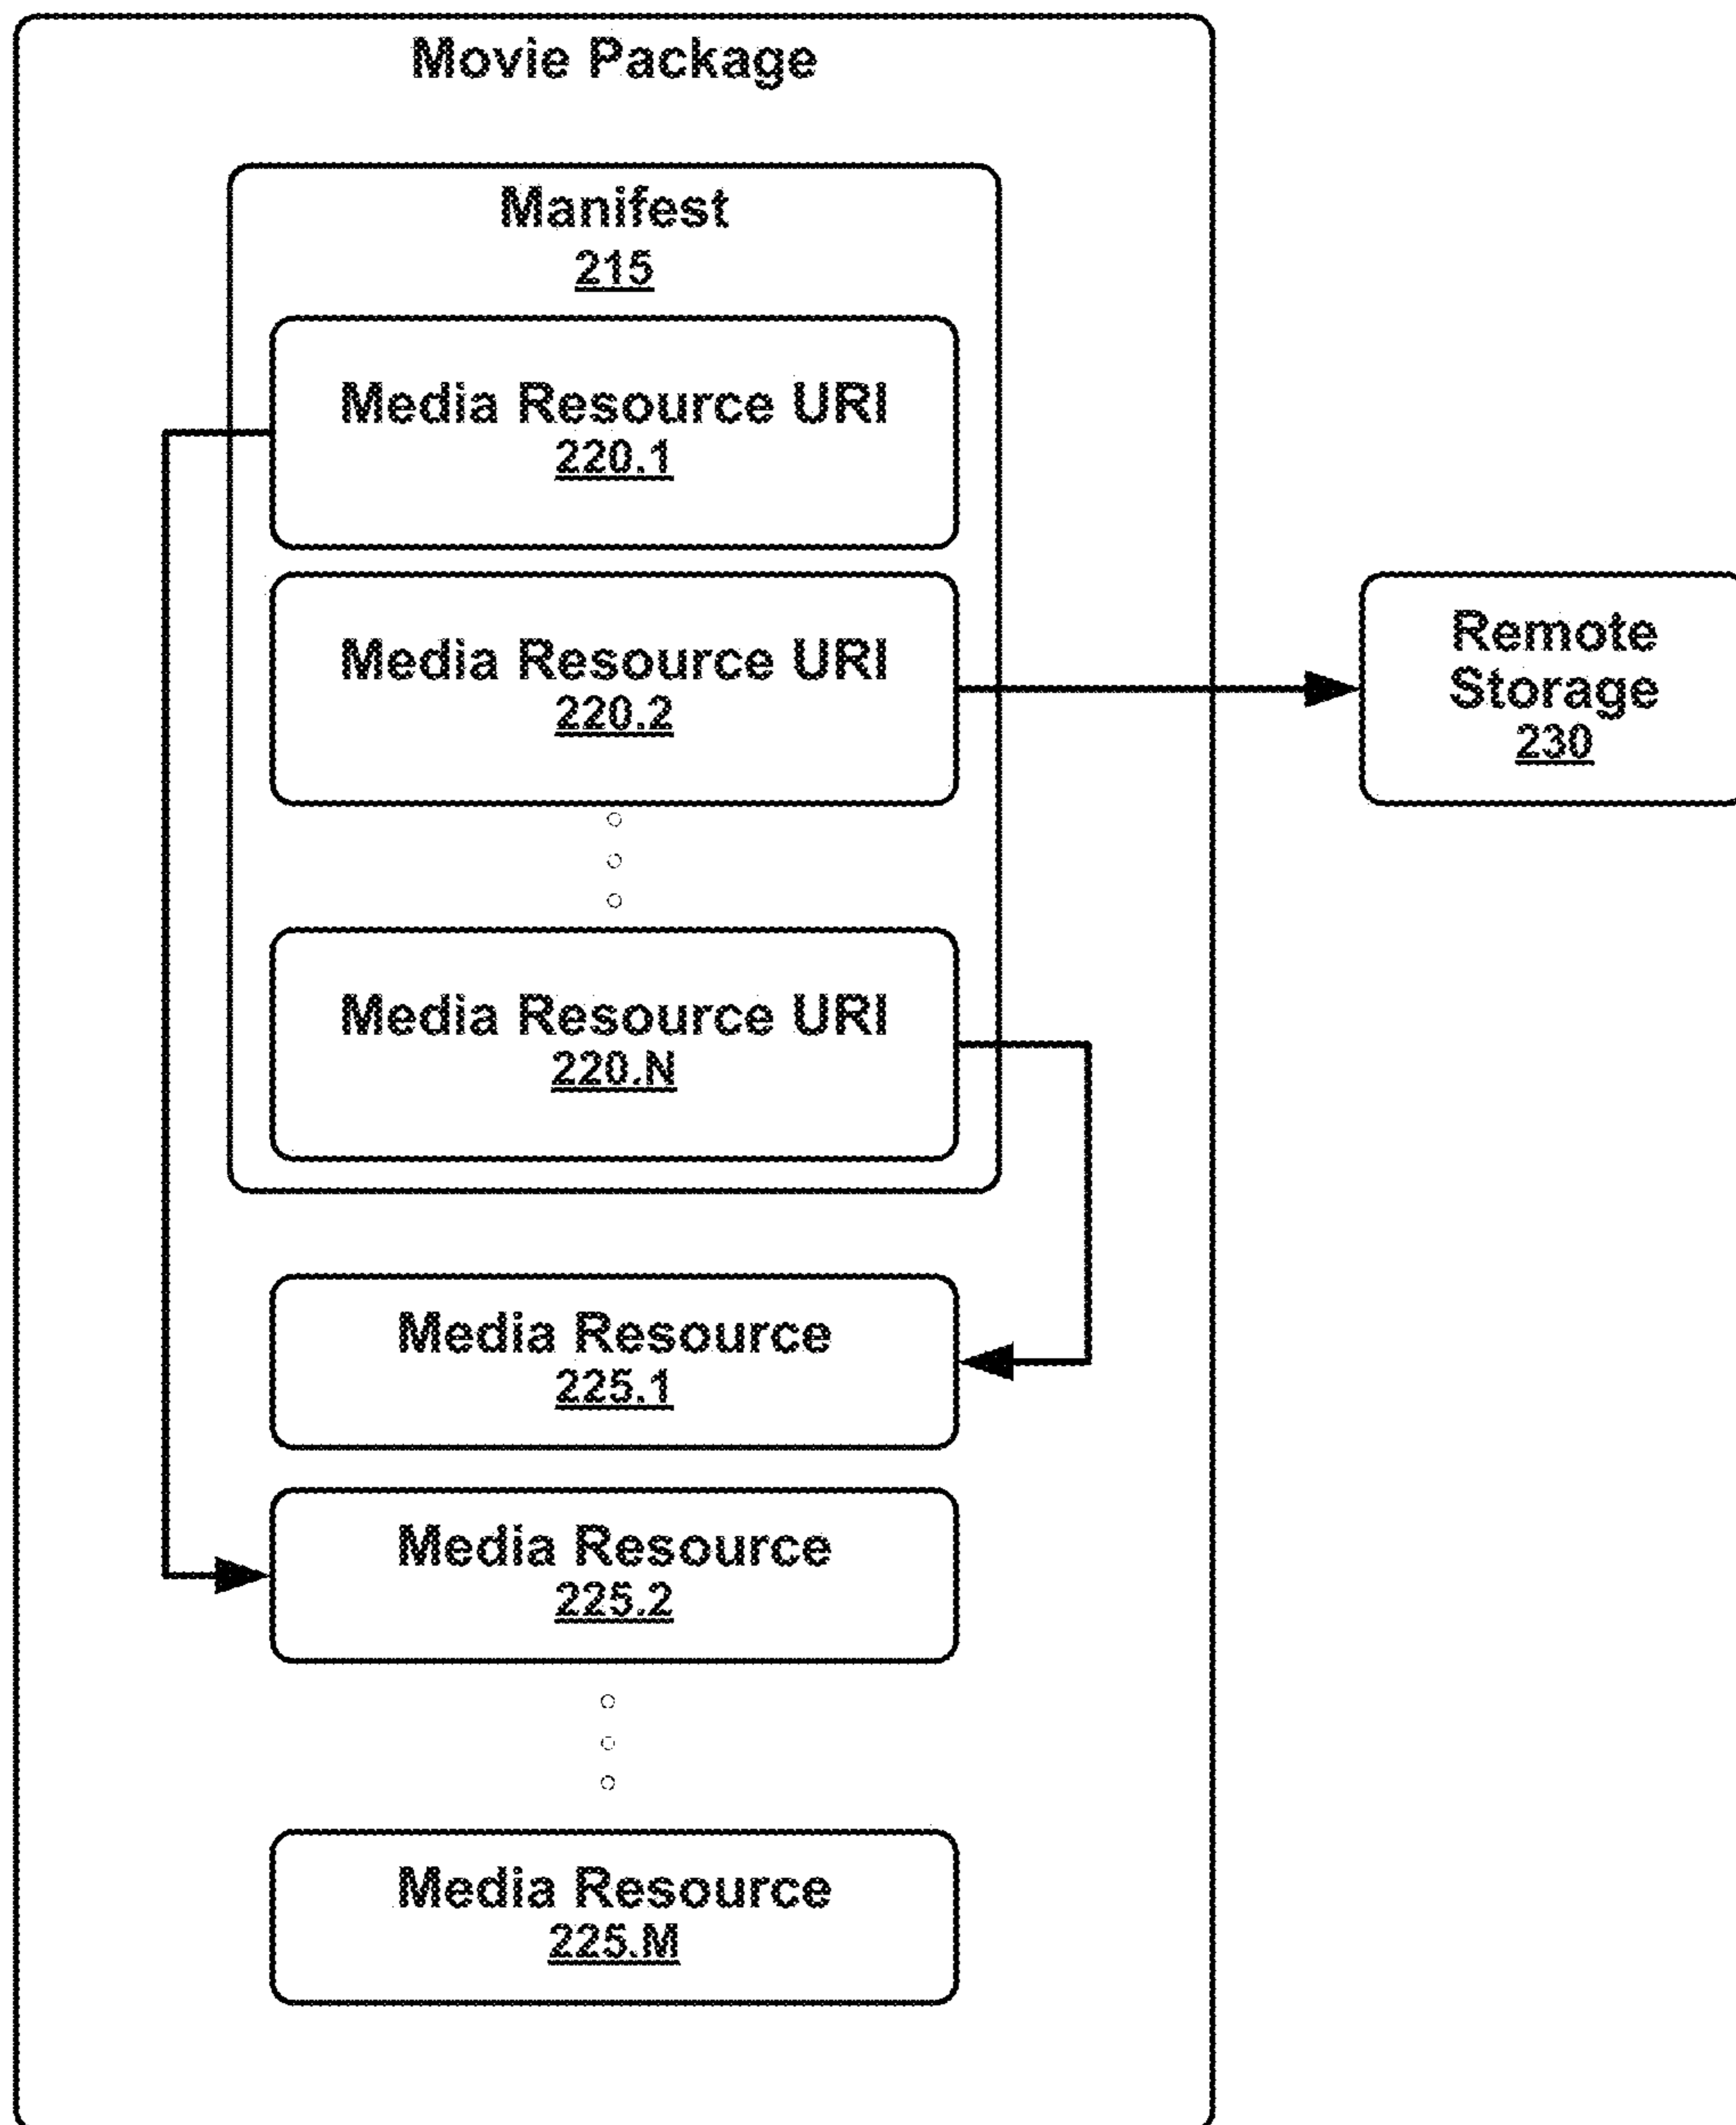 Movie Package
Manifest
215
Media Resource URI
220.1
Media Resource URI
220.2
Remote
Storage
230
Media Resource URI
220.N
Media Resource
225.1
Media Resource
225.2
Media Resource
225.M